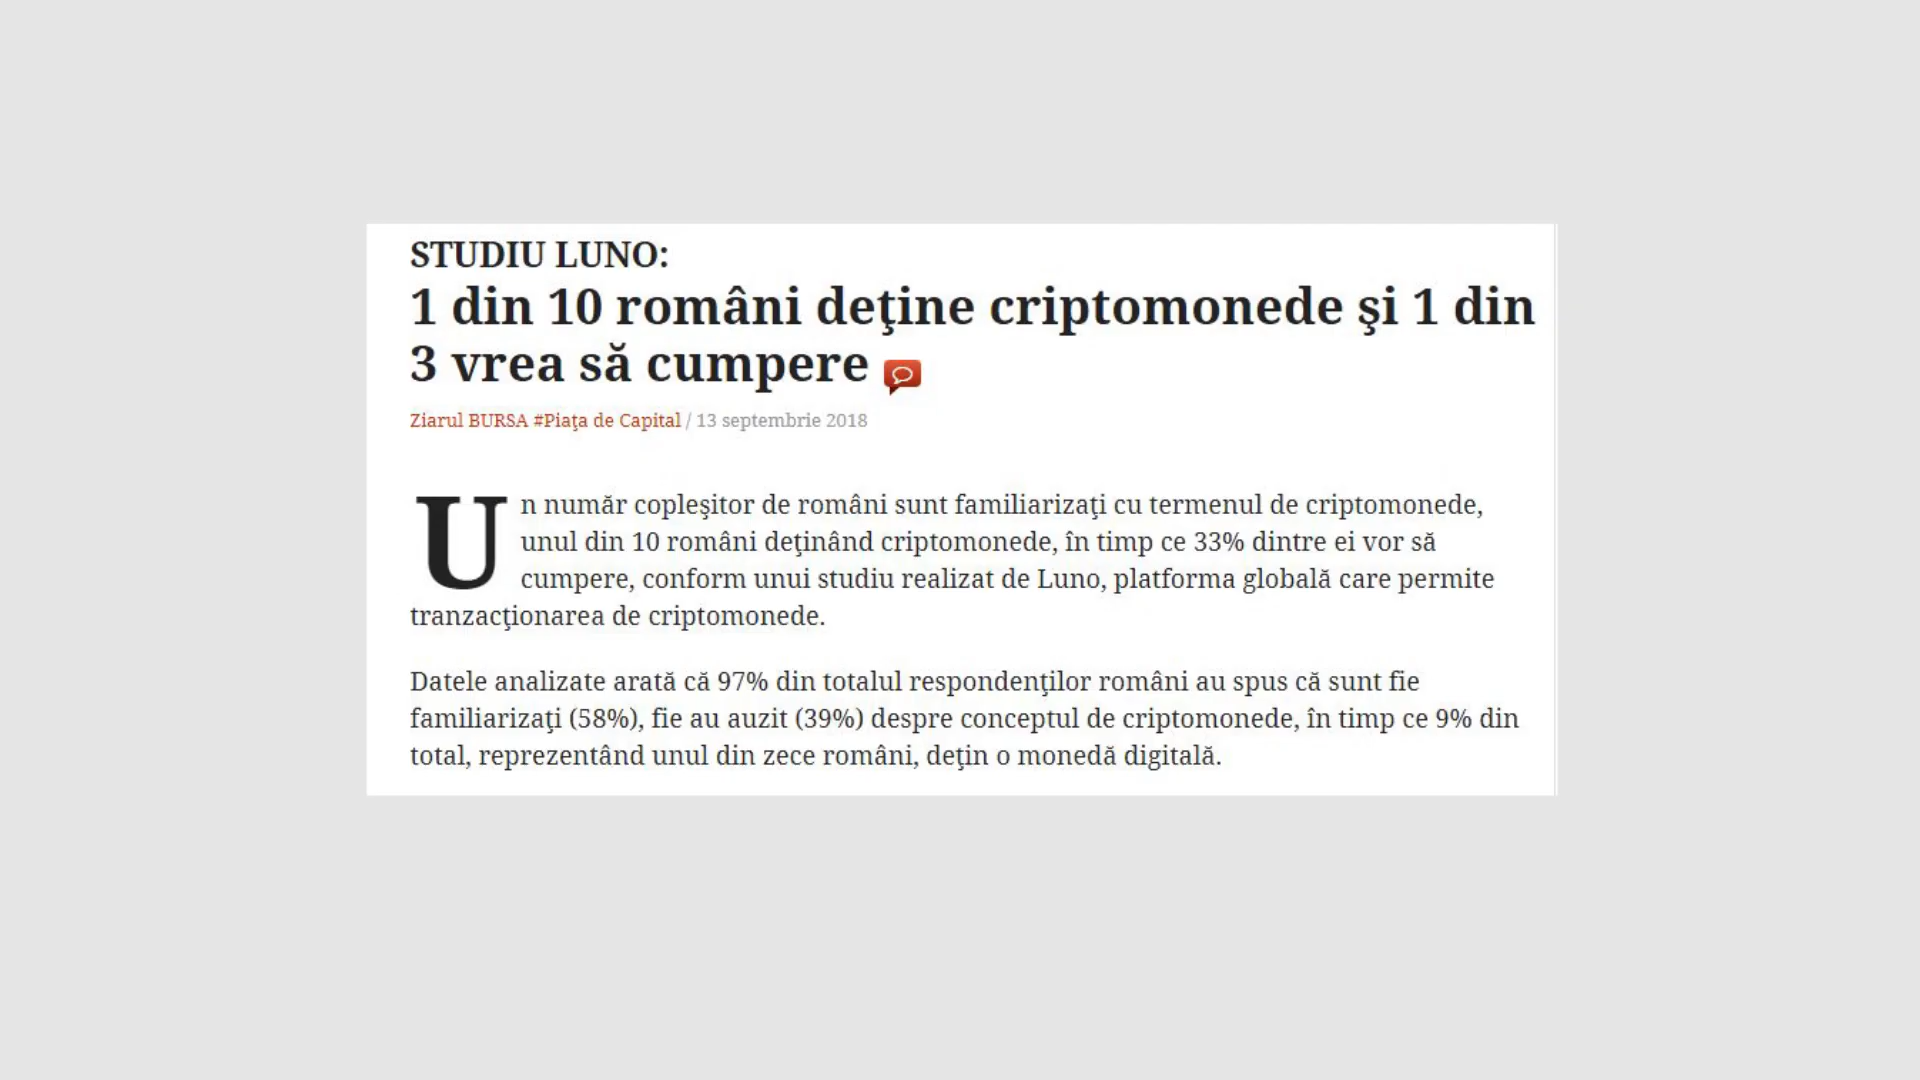 STUDIU LUNO:
1 din 10 români deţine criptomonede şi 1 din
3 vrea să cumpere
Ziarul BURSA #Piaţa de Capital / 13 septembrie 2018
Un număr copleşitor de români sunt familiarizaţi cu termenul de criptomonede,
unul din 10 români deţinând criptomonede, în timp ce 33% dintre ei vor să
cumpere, conform unui studiu realizat de Luno, platforma globală care permite
tranzacţionarea de criptomonede.
Datele analizate arată că 97% din totalul respondenţilor români au spus că sunt fie
familiarizaţi (58%), fie au auzit (39%) despre conceptul de criptomonede, în timp ce 9% din
total, reprezentând unul din zece români, deţin o monedă digitală.